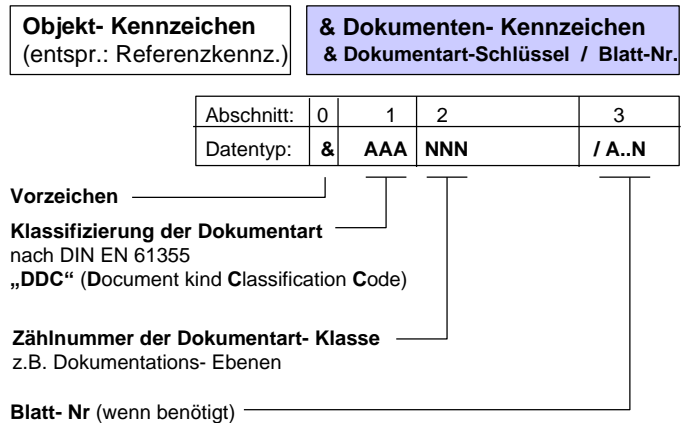 Objekt- Kennzeichen
(entspr.: Referenzkennz.)
& Dokumenten- Kennzeichen
& Dokumentart-Schlüssel / Blatt-Nr.
Abschnitt: 0 1 2 3
Datentyp: & AAA NNN / A..N
Vorzeichen
Klassifizierung der Dokumentart
nach DIN EN 61355
„DDC“ (Document kind Classification Code)
Zählnummer der Dokumentart- Klasse
z.B. Dokumentations- Ebenen
Blatt- Nr (wenn benötigt)